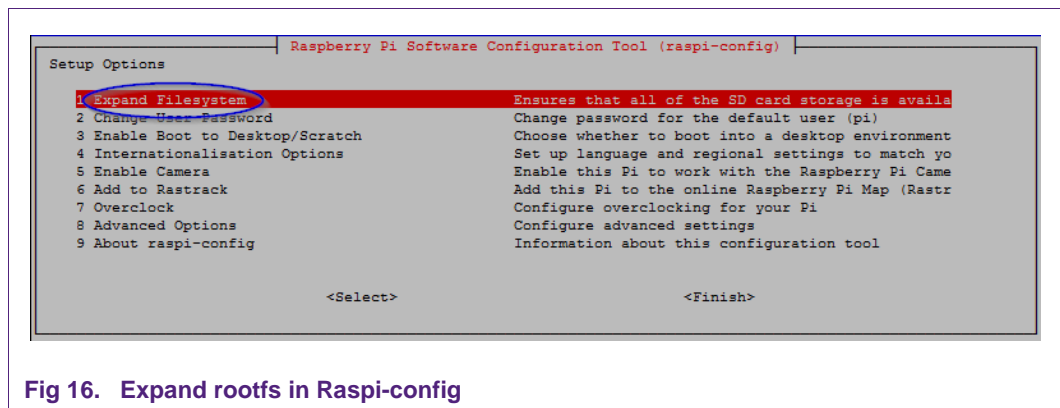 Raspberry Pi Software Configuration Tool (raspi-config)
Setup Options
1 Expand Filesystem Ensures that all of the SD card storage is availa
2 Change User Password Change password for the default user (pi)
3 Enable Boot to Desktop/Scratch Choose whether to boot into a desktop environment
4 Internationalisation Options Set up language and regional settings to match yo
5 Enable Camera Enable this Pi to work with the Raspberry Pi Came
6 Add to Rastrack Add this Pi to the online Raspberry Pi Map (Rastr
7 Overclock Configure overclocking for your Pi
8 Advanced Options Configure advanced settings
9 About raspi-config Information about this configuration tool
<Select> <Finish>
Fig 16. Expand rootfs in Raspi-config